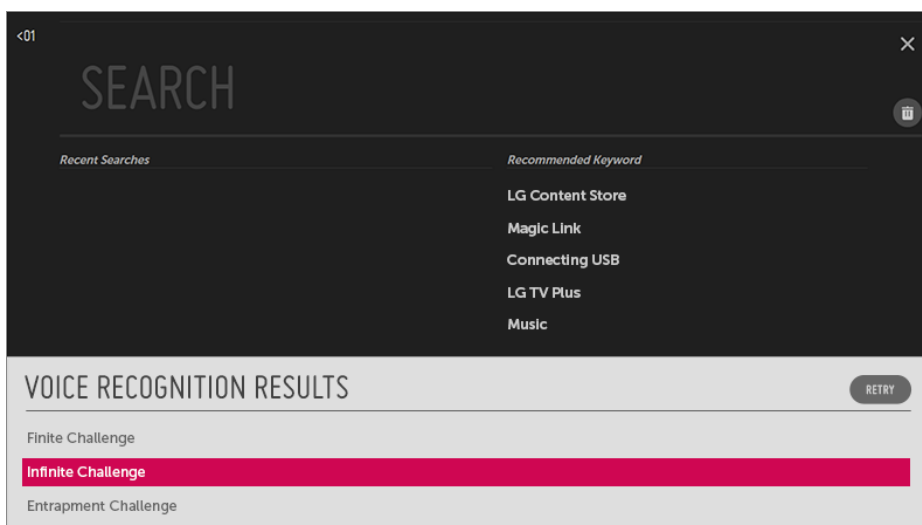 <01
SEARCH
Recent Searches
Recommended Keyword
LG Content Store
Magic Link
Connecting USB
LG TV Plus
Music
VOICE RECOGNITION RESULTS
RETRY
Finite Challenge
Infinite Challenge
Entrapment Challenge